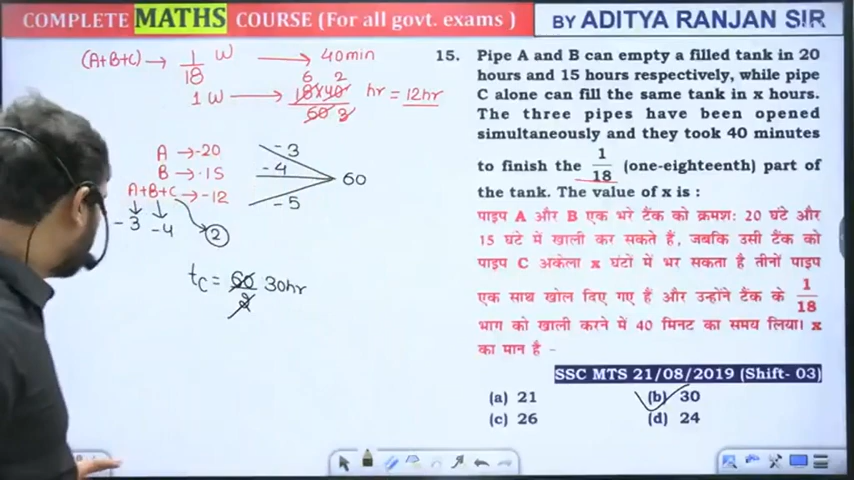 COMPLETE MATHS COURSE (For all govt. exams)
BY ADITYA RANJAN SIR
(A+B+C) → 1/18 W → 40min
1W → 18×40/60 hr = 12hr
6 2
3
A → -20
B → -15
A+B+C → -12
-3
-4
-5
60
-3 -4 2
tC = 60/2 30hr
15. Pipe A and B can empty a filled tank in 20
hours and 15 hours respectively, while pipe
C alone can fill the same tank in x hours.
The three pipes have been opened
simultaneously and they took 40 minutes
to finish the 1/18 (one-eighteenth) part of
the tank. The value of x is :
पाइप A और B एक भरे टैंक को क्रमश: 20 घंटे और
15 घंटे में खाली कर सकते हैं, जबकि उसी टैंक को
पाइप C अकेला x घंटों में भर सकता है तीनों पाइप
एक साथ खोल दिए गए हैं और उन्होंने टैंक के 1/18
भाग को खाली करने में 40 मिनट का समय लिया। x
का मान है -
SSC MTS 21/08/2019 (Shift- 03)
(a) 21 (b) 30
(c) 26 (d) 24